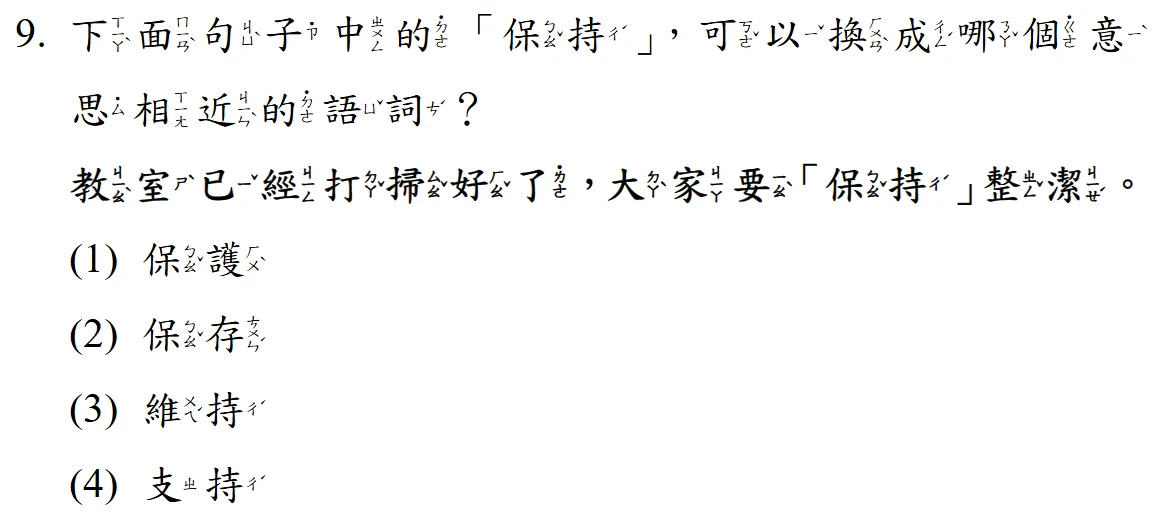 9. 下面句子中的「保持」，可以換成哪個意
思相近的語詞？
教室已經打掃好了，大家要「保持」整潔。
(1) 保護
(2) 保存
(3) 維持
(4) 支持